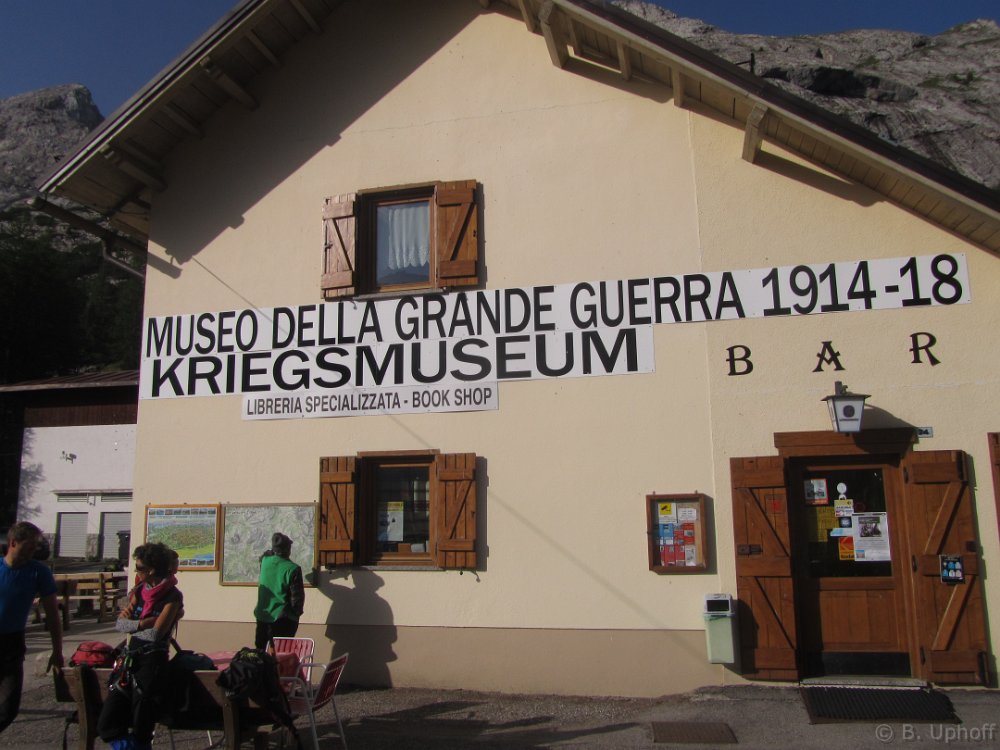 MUSEO DELLA GRANDE GUERRA 1914-18
KRIEGSMUSEUM
LIBRERIA SPECIALIZZATA - BOOK SHOP
BAR
© B. Uphoff